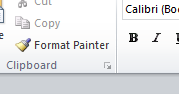 Cut
Calibri (Bo
Copy
Format Painter
B I U
Clipboard